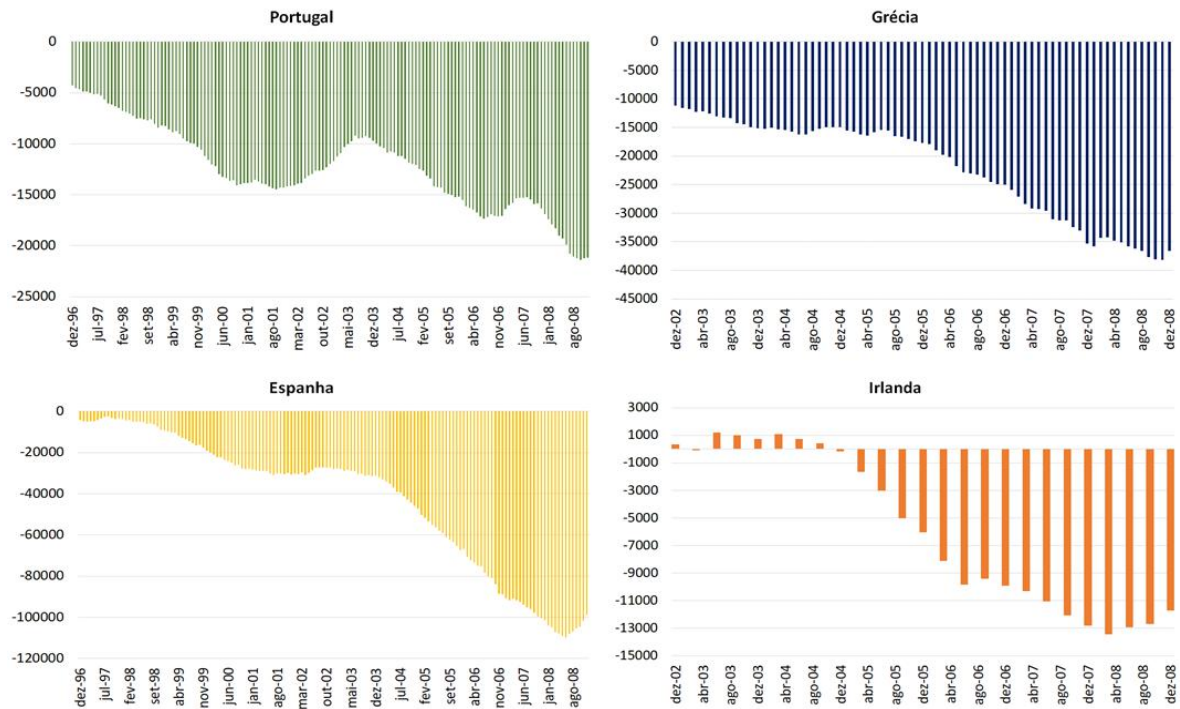 Portugal
0
-5000
-10000
-15000
-20000
-25000
dez-96
jul-97
fev-98
set-98
abr-99
nov-99
jun-00
jan-01
ago-01
mar-02
out-02
mai-03
dez-03
jul-04
fev-05
set-05
abr-06
nov-06
jun-07
jan-08
ago-08
Grécia
0
-5000
-10000
-15000
-20000
-25000
-30000
-35000
-40000
-45000
dez-02
abr-03
ago-03
dez-03
abr-04
ago-04
dez-04
abr-05
ago-05
dez-05
abr-06
ago-06
dez-06
abr-07
ago-07
dez-07
abr-08
ago-08
dez-08
Espanha
0
-20000
-40000
-60000
-80000
-100000
-120000
dez-96
jul-97
fev-98
set-98
abr-99
nov-99
jun-00
jan-01
ago-01
mar-02
out-02
mai-03
dez-03
jul-04
fev-05
set-05
abr-06
nov-06
jun-07
jan-08
ago-08
Irlanda
3000
1000
-1000
-3000
-5000
-7000
-9000
-11000
-13000
-15000
dez-02
abr-03
ago-03
dez-03
abr-04
ago-04
dez-04
abr-05
ago-05
dez-05
abr-06
ago-06
dez-06
abr-07
ago-07
dez-07
abr-08
ago-08
dez-08